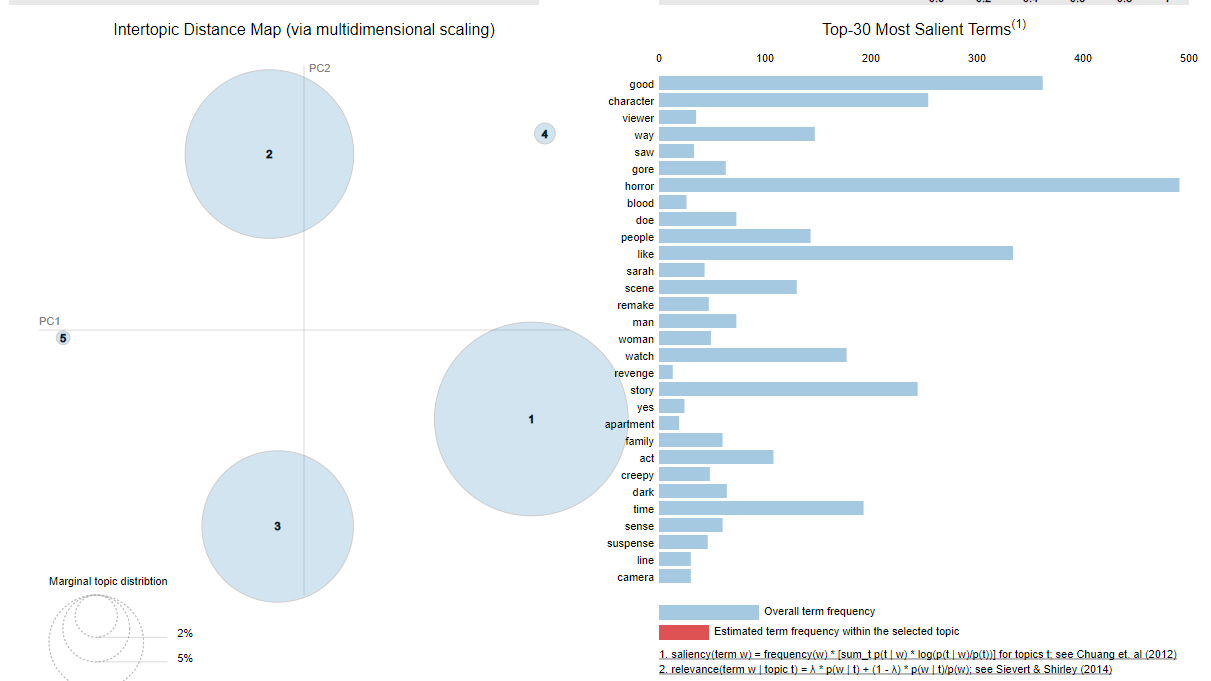 Intertopic Distance Map (via multidimensional scaling)
PC2
2
4
PC1
5
1
3
Marginal topic distribtion
2%
5%
Top-30 Most Salient Terms(1)
0 100 200 300 400 500
good
character
viewer
way
saw
gore
horror
blood
doe
people
like
sarah
scene
remake
man
woman
watch
revenge
story
yes
apartment
family
act
creepy
dark
time
sense
suspense
line
camera
Overall term frequency
Estimated term frequency within the selected topic
1. saliency(term w) = frequency(w) * [sum_t p(t | w) * log(p(t | w)/p(t))] for topics t; see Chuang et. al (2012)
2. relevance(term w | topic t) = λ * p(w | t) + (1 - λ) * p(w | t)/p(w); see Sievert & Shirley (2014)